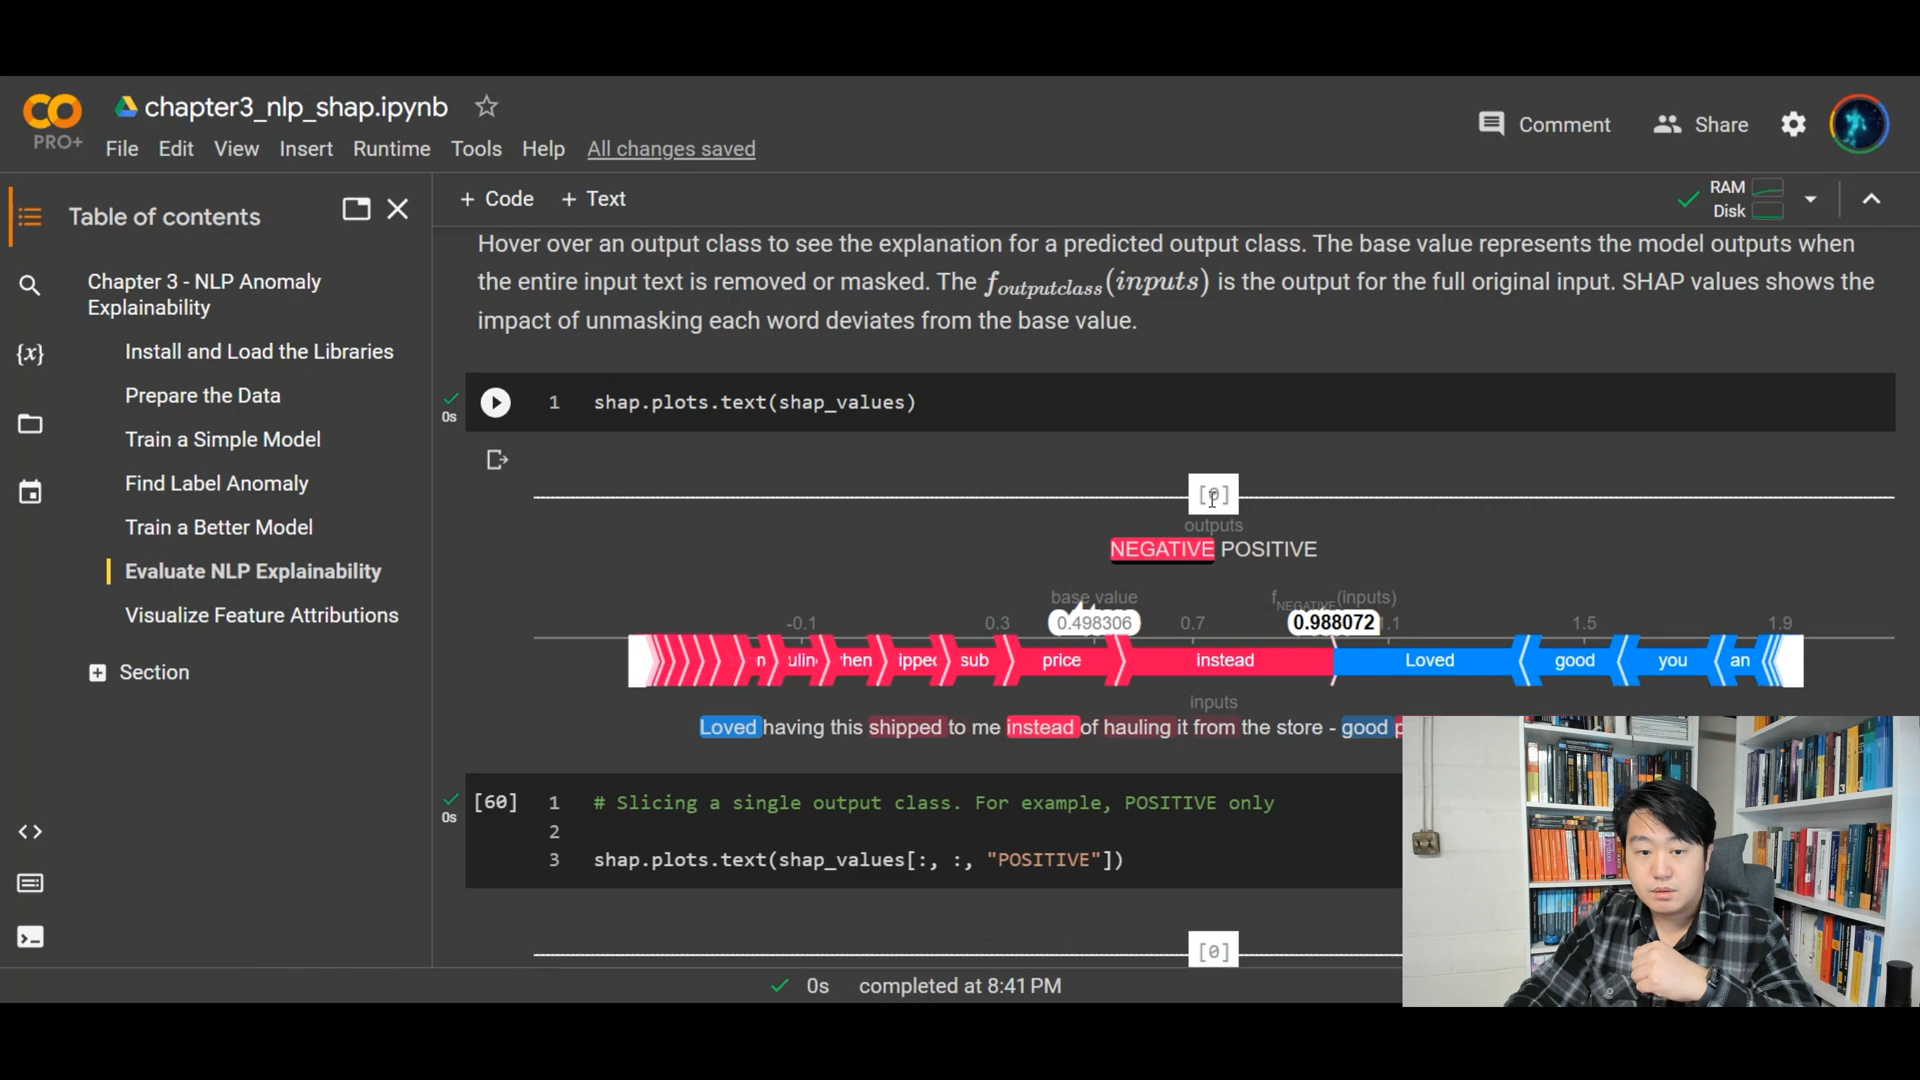 chapter3_nlp_shap.ipynb
PRO+
File Edit View Insert Runtime Tools Help All changes saved
Comment
Share
Table of contents
+ Code + Text
RAM
Disk
Chapter 3 - NLP Anomaly
Explainability
Install and Load the Libraries
Prepare the Data
Train a Simple Model
Find Label Anomaly
Train a Better Model
Evaluate NLP Explainability
Visualize Feature Attributions
Section
{x}
Hover over an output class to see the explanation for a predicted output class. The base value represents the model outputs when
the entire input text is removed or masked. The foutputclass(inputs) is the output for the full original input. SHAP values shows the
impact of unmasking each word deviates from the base value.
0s
1 shap.plots.text(shap_values)
[0]
outputs
NEGATIVE POSITIVE
base value fNEGATIVE(inputs)
-0.1 0.3 0.498306 0.7 0.988072 1.1 1.5 1.9
n ulin hen ippe sub price instead Loved good you an
inputs
Loved having this shipped to me instead of hauling it from the store - good p
[60]
0s
1 # Slicing a single output class. For example, POSITIVE only
2
3 shap.plots.text(shap_values[:, :, "POSITIVE"])
[0]
0s completed at 8:41 PM